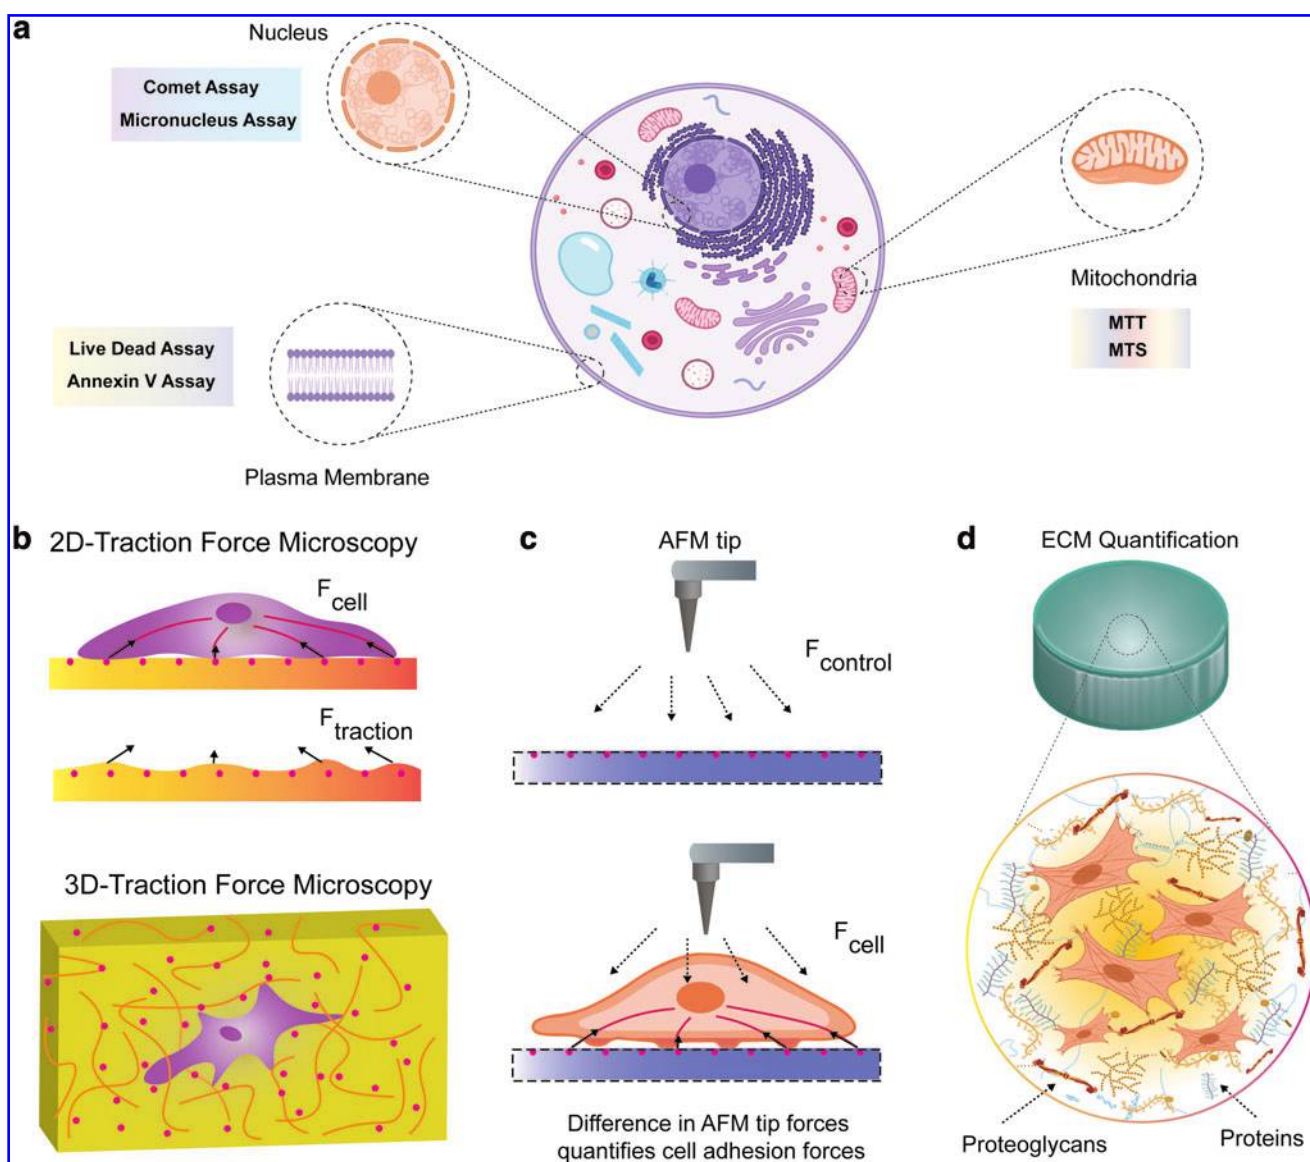 a
Nucleus
Comet Assay
Micronucleus Assay
Mitochondria
MTT
MTS
Live Dead Assay
Annexin V Assay
Plasma Membrane
b
2D-Traction Force Microscopy
F cell
F traction
3D-Traction Force Microscopy
c
AFM tip
F control
F cell
Difference in AFM tip forces
quantifies cell adhesion forces
d
ECM Quantification
Proteoglycans
Proteins